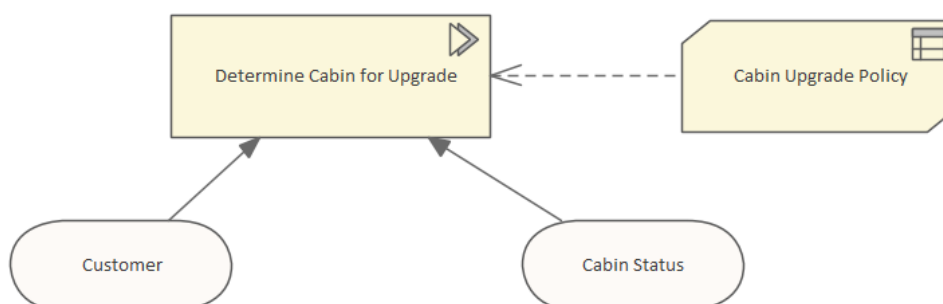 Determine Cabin for Upgrade
Cabin Upgrade Policy
Customer
Cabin Status